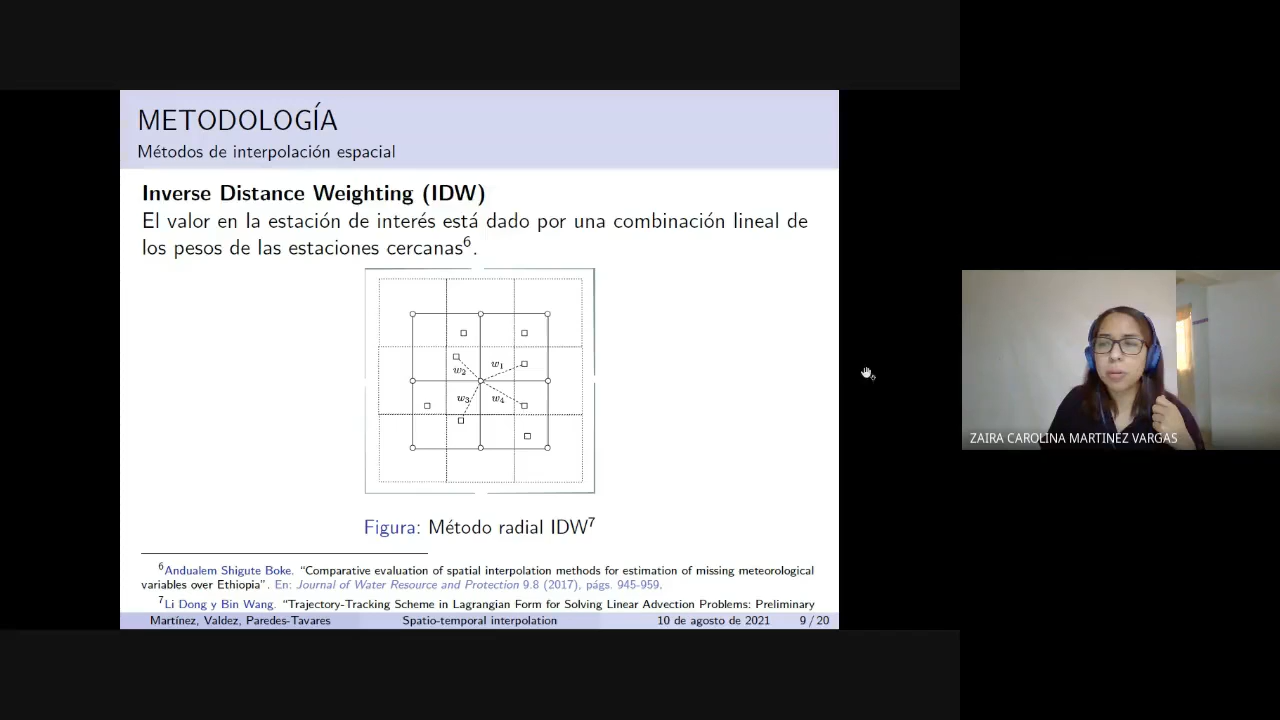 METODOLOGÍA
Métodos de interpolación espacial
Inverse Distance Weighting (IDW)
El valor en la estación de interés está dado por una combinación lineal de
los pesos de las estaciones cercanas⁶.
w₁
w₂
w₃
w₄
Figura: Método radial IDW⁷
⁶Andualem Shigute Boke. “Comparative evaluation of spatial interpolation methods for estimation of missing meteorological
variables over Ethiopia”. En: Journal of Water Resource and Protection 9.8 (2017), págs. 945-959.
⁷Li Dong y Bin Wang. “Trajectory-Tracking Scheme in Lagrangian Form for Solving Linear Advection Problems: Preliminary
Martínez, Valdez, Paredes-Tavares Spatio-temporal interpolation 10 de agosto de 2021 9 / 20
ZAIRA CAROLINA MARTINEZ VARGAS